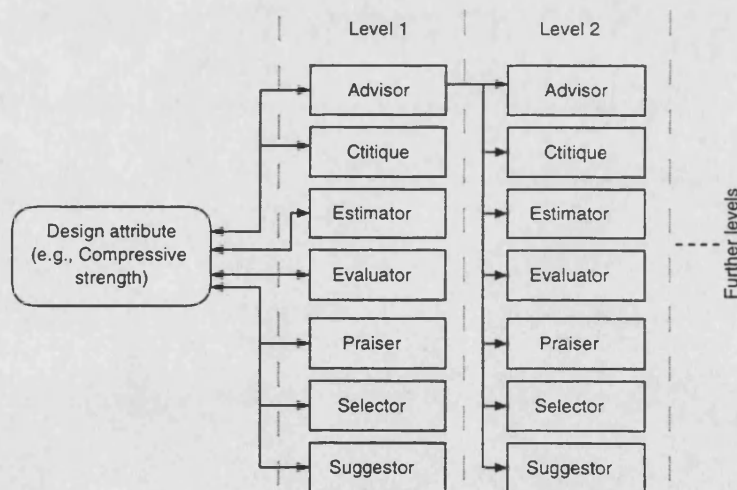 Level 1
Level 2
Advisor
Advisor
Ctitique
Ctitique
Estimator
Estimator
Design attribute
(e.g., Compressive
strength)
Evaluator
Evaluator
Further levels
Praiser
Praiser
Selector
Selector
Suggestor
Suggestor